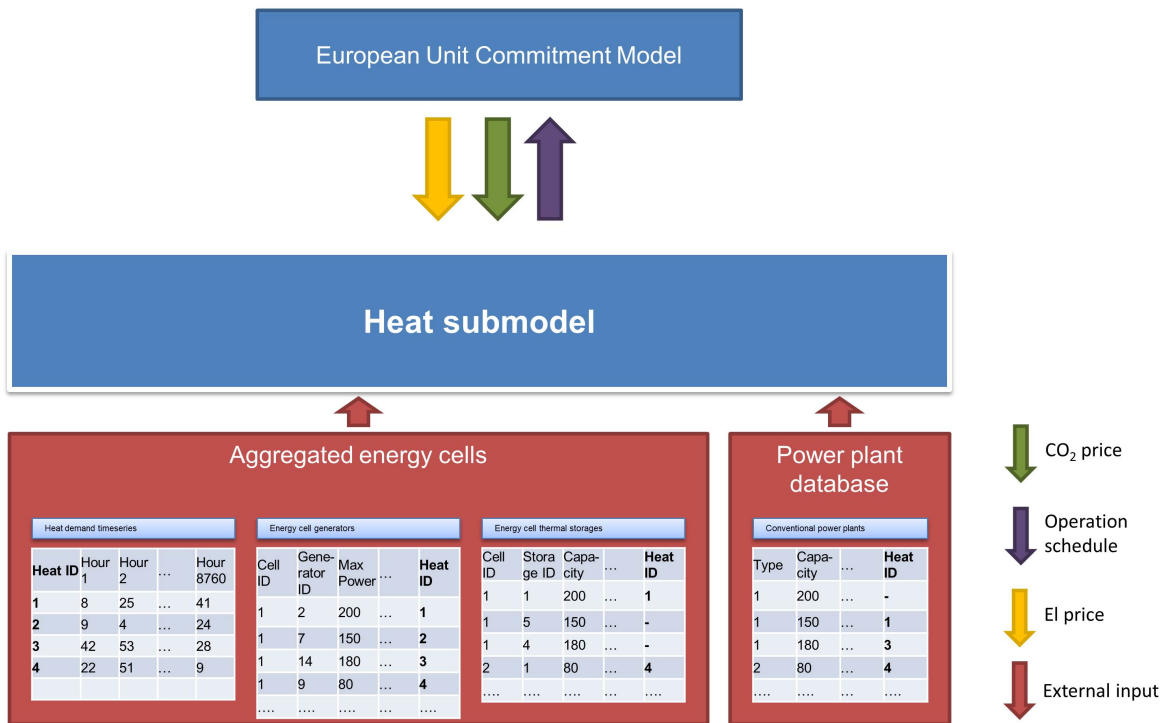 European Unit Commitment Model
Heat submodel
Aggregated energy cells
Heat demand timeseries
Heat ID Hour 1 Hour 2 ... Hour 8760
1 8 25 … 41
2 9 4 … 24
3 42 53 … 28
4 22 51 … 9
Energy cell generators
Cell ID Gene-rator ID Max Power … Heat ID
1 2 200 … 1
1 7 150 … 2
1 14 180 … 3
1 9 80 … 4
…. …. …. …. ….
Energy cell thermal storages
Cell ID Stora ge ID Capa-city … Heat ID
1 1 200 … 1
1 5 150 … -
1 4 180 … -
2 1 80 … 4
…. …. …. …. ….
Power plant
database
Conventional power plants
Type Capa-city … Heat ID
1 200 … -
1 150 … 1
1 180 … 3
2 80 … 4
…. …. …. ….
CO₂ price
Operation
schedule
El price
External input